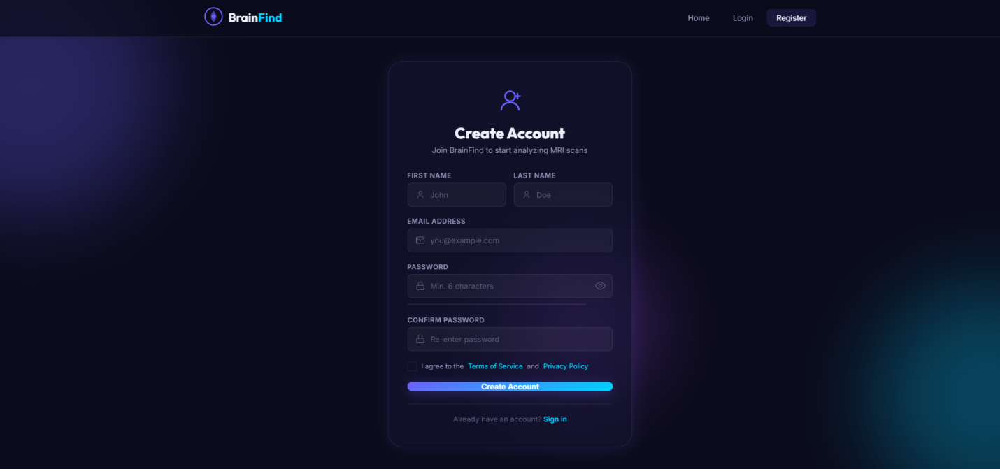 BrainFind
Home Login Register
Create Account
Join BrainFind to start analyzing MRI scans
FIRST NAME LAST NAME
John Doe
EMAIL ADDRESS
you@example.com
PASSWORD
Min. 6 characters
CONFIRM PASSWORD
Re-enter password
I agree to the Terms of Service and Privacy Policy
Create Account
Already have an account? Sign in